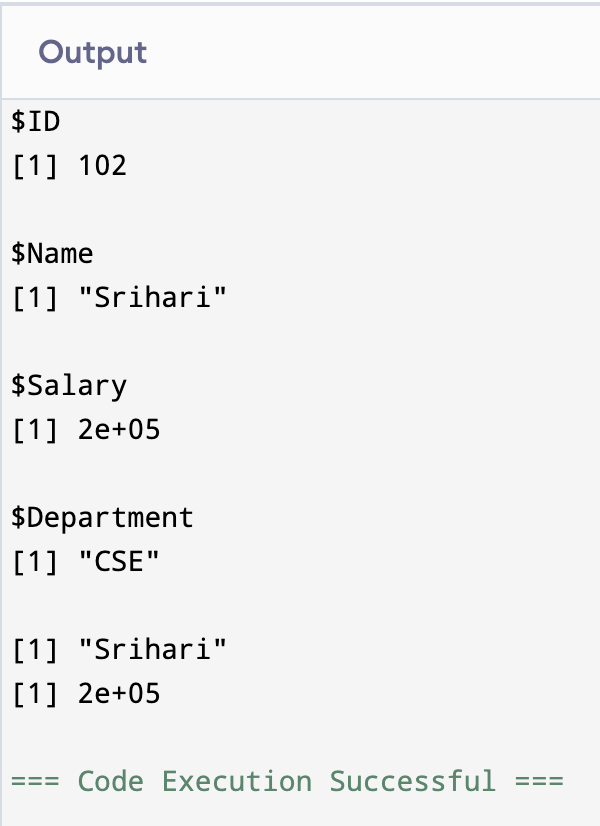 Output
$ID
[1] 102
$Name
[1] "Srihari"
$Salary
[1] 2e+05
$Department
[1] "CSE"
[1] "Srihari"
[1] 2e+05
=== Code Execution Successful ===